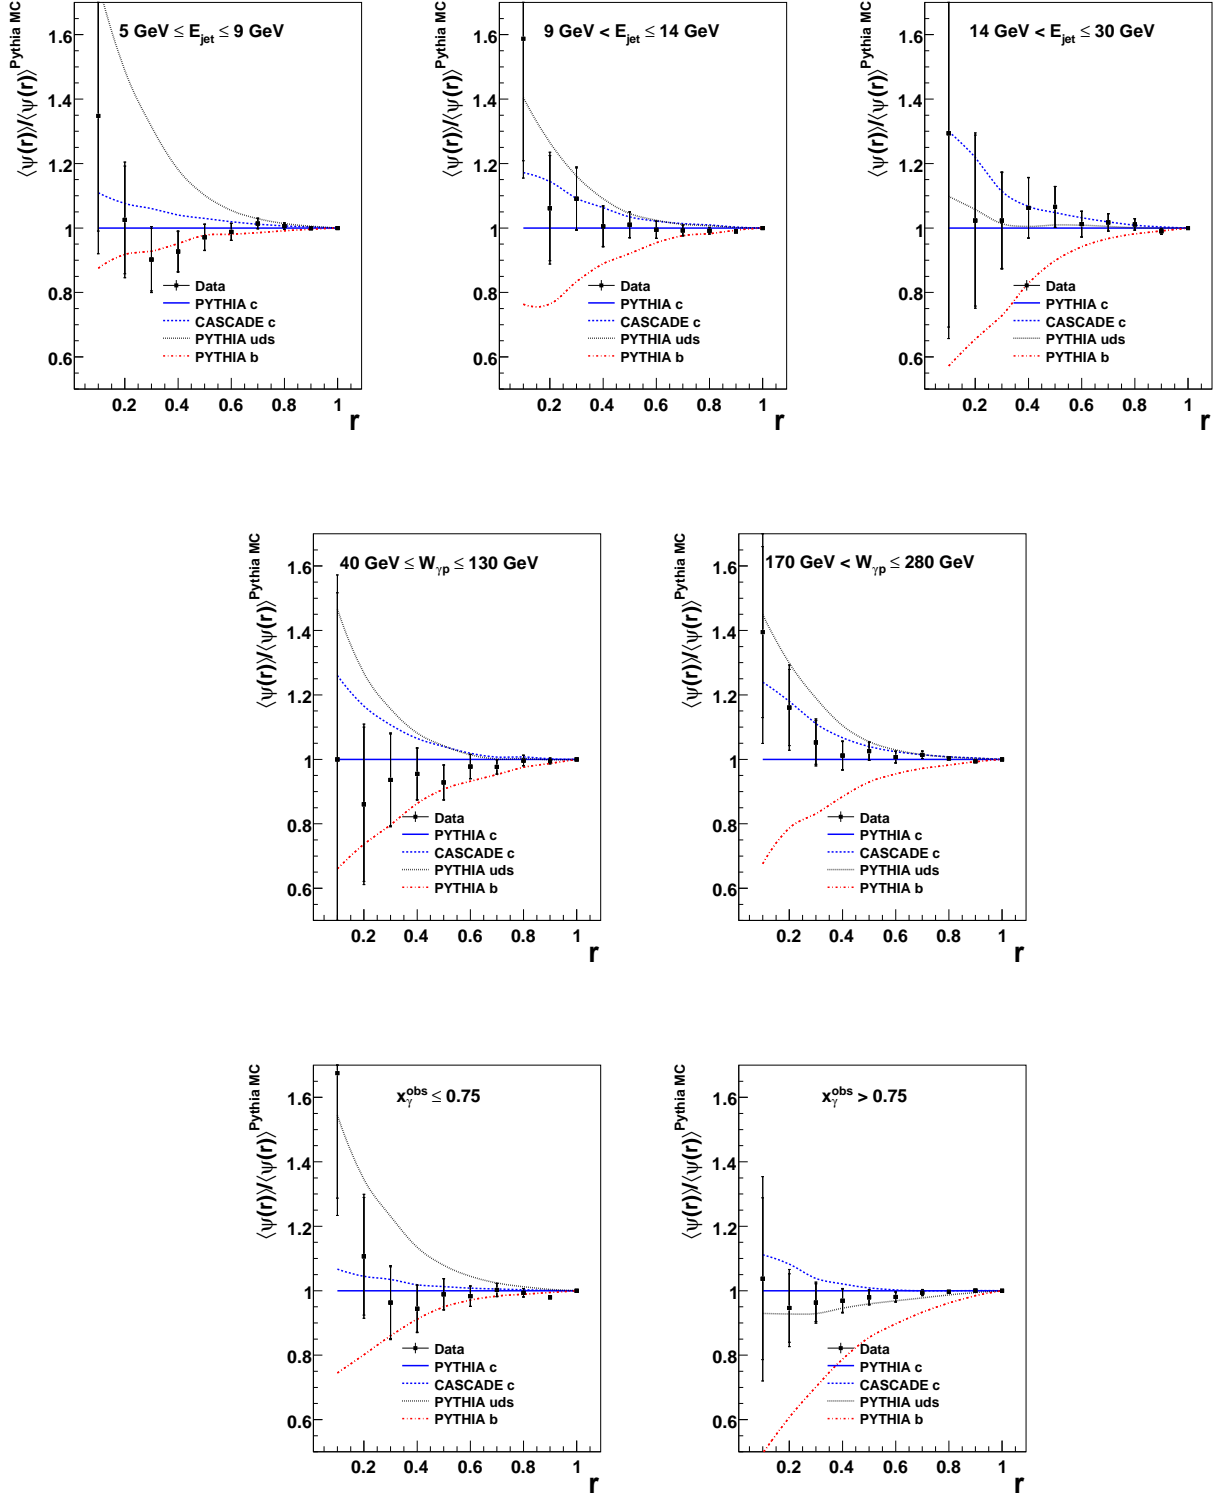 ⟨ψ(r)⟩/⟨ψ(r)⟩^Pythia MC
5 GeV ≤ E_jet ≤ 9 GeV
1.6
1.4
1.2
1
0.8
0.6
Data
PYTHIA c
CASCADE c
PYTHIA uds
PYTHIA b
0.2 0.4 0.6 0.8 1
r
⟨ψ(r)⟩/⟨ψ(r)⟩^Pythia MC
9 GeV < E_jet ≤ 14 GeV
1.6
1.4
1.2
1
0.8
0.6
Data
PYTHIA c
CASCADE c
PYTHIA uds
PYTHIA b
0.2 0.4 0.6 0.8 1
r
⟨ψ(r)⟩/⟨ψ(r)⟩^Pythia MC
14 GeV < E_jet ≤ 30 GeV
1.6
1.4
1.2
1
0.8
0.6
Data
PYTHIA c
CASCADE c
PYTHIA uds
PYTHIA b
0.2 0.4 0.6 0.8 1
r
⟨ψ(r)⟩/⟨ψ(r)⟩^Pythia MC
40 GeV ≤ W_γp ≤ 130 GeV
1.6
1.4
1.2
1
0.8
0.6
Data
PYTHIA c
CASCADE c
PYTHIA uds
PYTHIA b
0.2 0.4 0.6 0.8 1
r
⟨ψ(r)⟩/⟨ψ(r)⟩^Pythia MC
170 GeV < W_γp ≤ 280 GeV
1.6
1.4
1.2
1
0.8
0.6
Data
PYTHIA c
CASCADE c
PYTHIA uds
PYTHIA b
0.2 0.4 0.6 0.8 1
r
⟨ψ(r)⟩/⟨ψ(r)⟩^Pythia MC
x_γ^obs ≤ 0.75
1.6
1.4
1.2
1
0.8
0.6
Data
PYTHIA c
CASCADE c
PYTHIA uds
PYTHIA b
0.2 0.4 0.6 0.8 1
r
⟨ψ(r)⟩/⟨ψ(r)⟩^Pythia MC
x_γ^obs > 0.75
1.6
1.4
1.2
1
0.8
0.6
Data
PYTHIA c
CASCADE c
PYTHIA uds
PYTHIA b
0.2 0.4 0.6 0.8 1
r